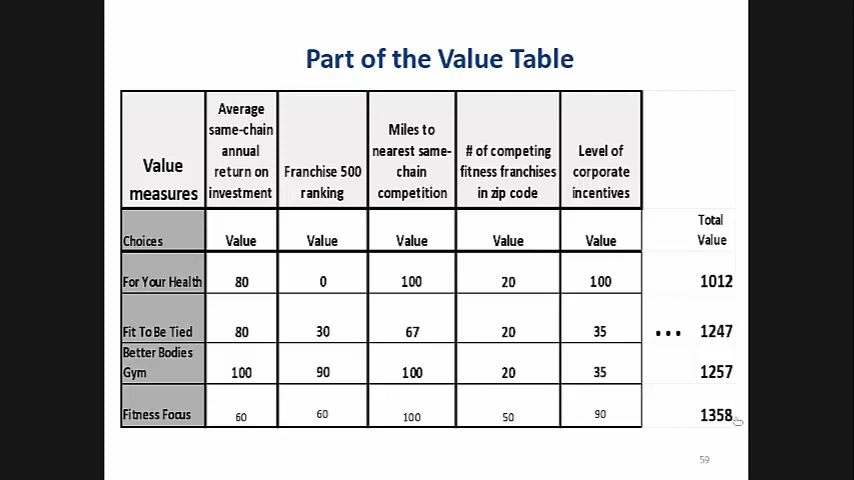 Part of the Value Table
Value measures
Average same-chain annual return on investment
Franchise 500 ranking
Miles to nearest same-chain competition
# of competing fitness franchises in zip code
Level of corporate incentives
Choices Value Value Value Value Value Total Value
For Your Health 80 0 100 20 100 1012
Fit To Be Tied 80 30 67 20 35 ... 1247
Better Bodies Gym 100 90 100 20 35 1257
Fitness Focus 60 60 100 50 90 1358
59